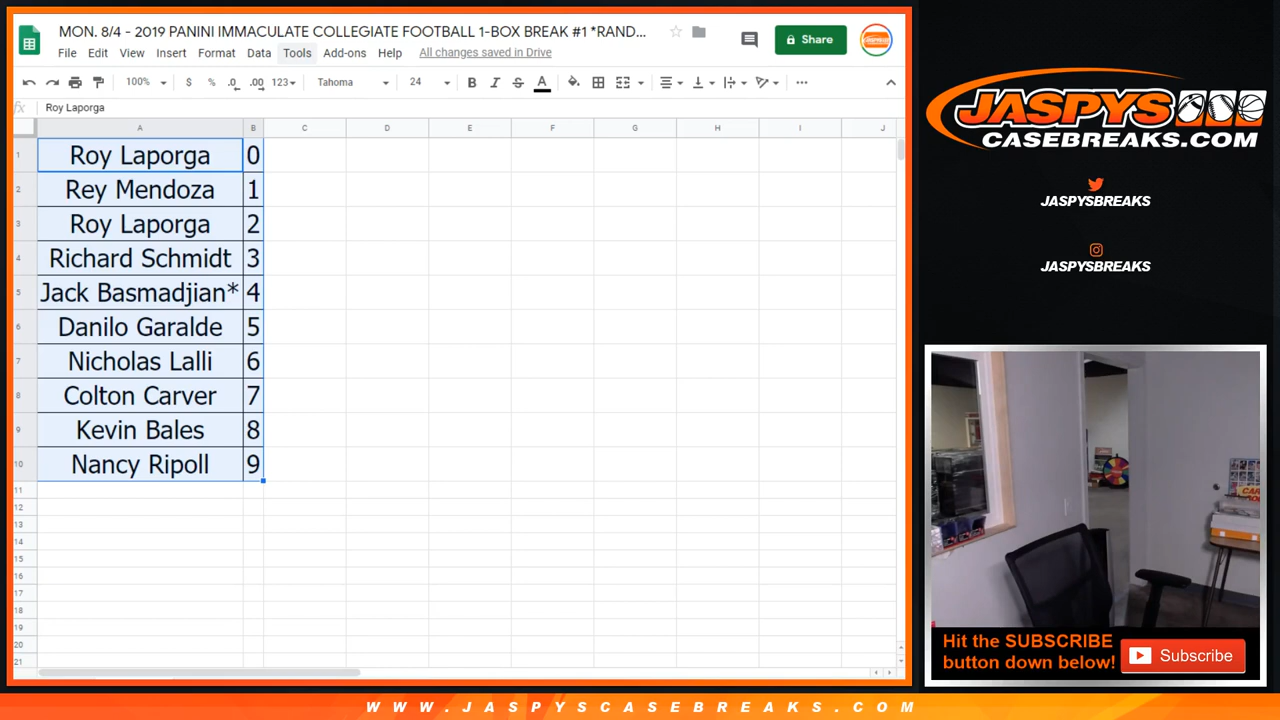 MON. 8/4 - 2019 PANINI IMMACULATE COLLEGIATE FOOTBALL 1-BOX BREAK #1 *RAND...
Share
File Edit View Insert Format Data Tools Add-ons Help All changes saved in Drive
100% $ % .0 .00 123 Tahoma 24 B I S A
fx Roy Laporga
A B C D E F G H I J
1 Roy Laporga 0
2 Rey Mendoza 1
3 Roy Laporga 2
4 Richard Schmidt 3
5 Jack Basmadjian* 4
6 Danilo Garalde 5
7 Nicholas Lalli 6
8 Colton Carver 7
9 Kevin Bales 8
10 Nancy Ripoll 9
11
12
13
14
15
16
17
18
19
20
21
JASPYS
CASEBREAKS.COM
JASPYSBREAKS
JASPYSBREAKS
Hit the SUBSCRIBE
button down below!
Subscribe
WWW.JASPYSCASEBREAKS.COM